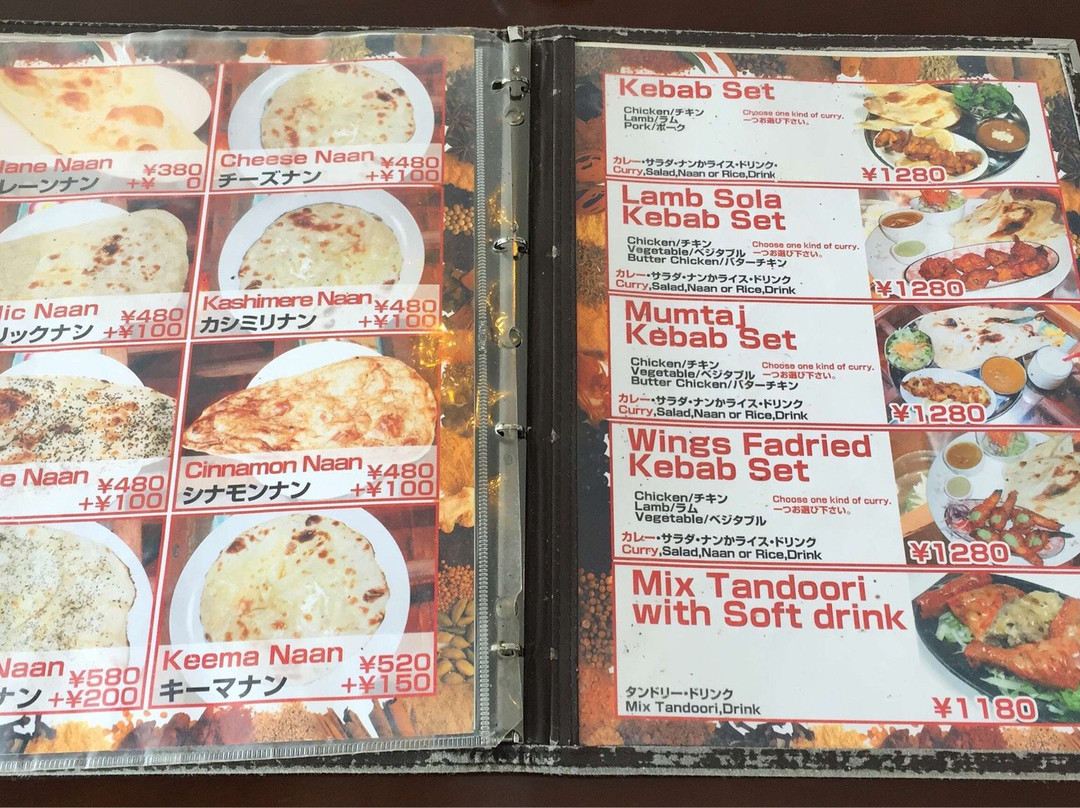 Naan ¥380
レーンナン +¥ 0
Cheese Naan ¥480
チーズナン +¥100
Naan ¥480
リックナン +¥100
Kashimere Naan ¥480
カシミリナン +¥100
Naan ¥480
+¥100
Cinnamon Naan ¥480
シナモンナン +¥100
Naan ¥580
ナン +¥200
Keema Naan ¥520
キーマナン +¥150
Kebab Set
Chicken/チキン
Lamb/ラム
Pork/ポーク
Choose one kind of curry.
一つお選び下さい。
カレー・サラダ・ナンかライス・ドリンク・
Curry,Salad,Naan or Rice,Drink
¥1280
Lamb Sola
Kebab Set
Chicken/チキン
Vegetable/ベジタブル
Butter Chicken/バターチキン
Choose one kind of curry.
一つお選び下さい。
カレー・サラダ・ナンかライス・ドリンク
Curry,Salad,Naan or Rice,Drink
¥1280
Mumtaj
Kebab Set
Chicken/チキン
Vegetable/ベジタブル
Butter Chicken/バターチキン
Choose one kind of curry.
一つお選び下さい。
カレー・サラダ・ナンかライス・ドリンク
Curry,Salad,Naan or Rice,Drink
¥1280
Wings Fadried
Kebab Set
Chicken/チキン
Lamb/ラム
Vegetable/ベジタブル
Choose one kind of curry.
一つお選び下さい。
カレー・サラダ・ナンかライス・ドリンク
Curry,Salad,Naan or Rice,Drink
¥1280
Mix Tandoori
with Soft drink
タンドリー・ドリンク
Mix Tandoori,Drink
¥1180